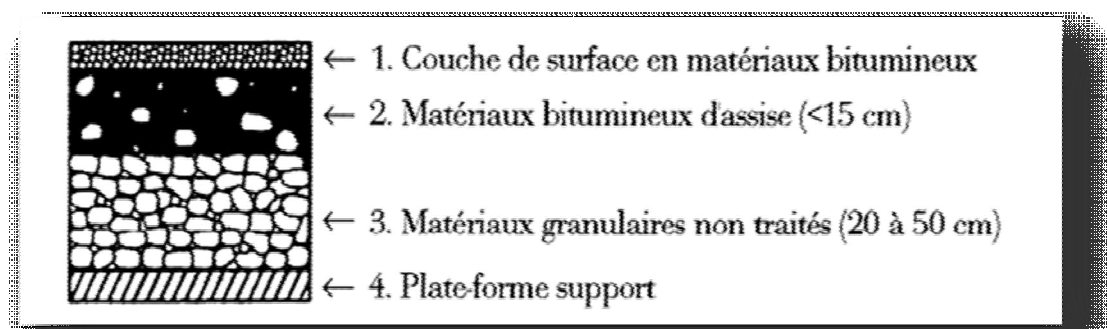 ← 1. Couche de surface en matériaux bitumineux
← 2. Matériaux bitumineux d'assise (<15 cm)
← 3. Matériaux granulaires non traités (20 à 50 cm)
← 4. Plate-forme support